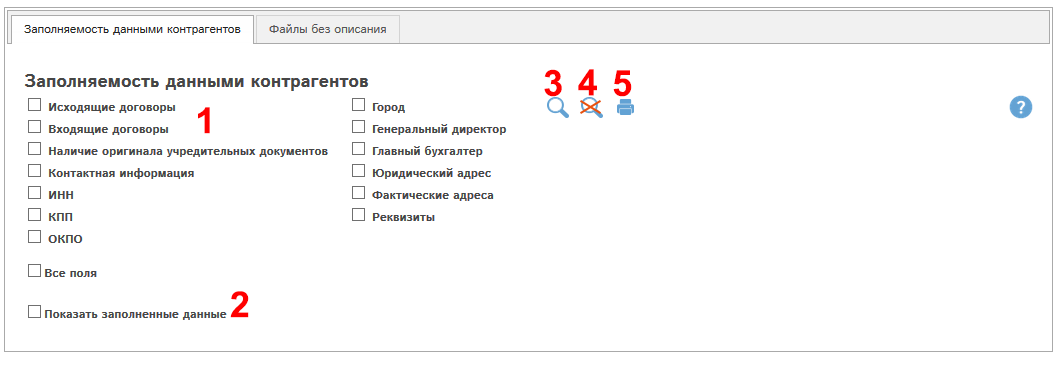 Заполняемость данными контрагентов
Файлы без описания
Заполняемость данными контрагентов
3 4 5
Исходящие договоры
Входящие договоры
1
Наличие оригинала учредительных документов
Контактная информация
ИНН
КПП
ОКПО
Город
Генеральный директор
Главный бухгалтер
Юридический адрес
Фактические адреса
Реквизиты
?
Все поля
Показать заполненные данные 2